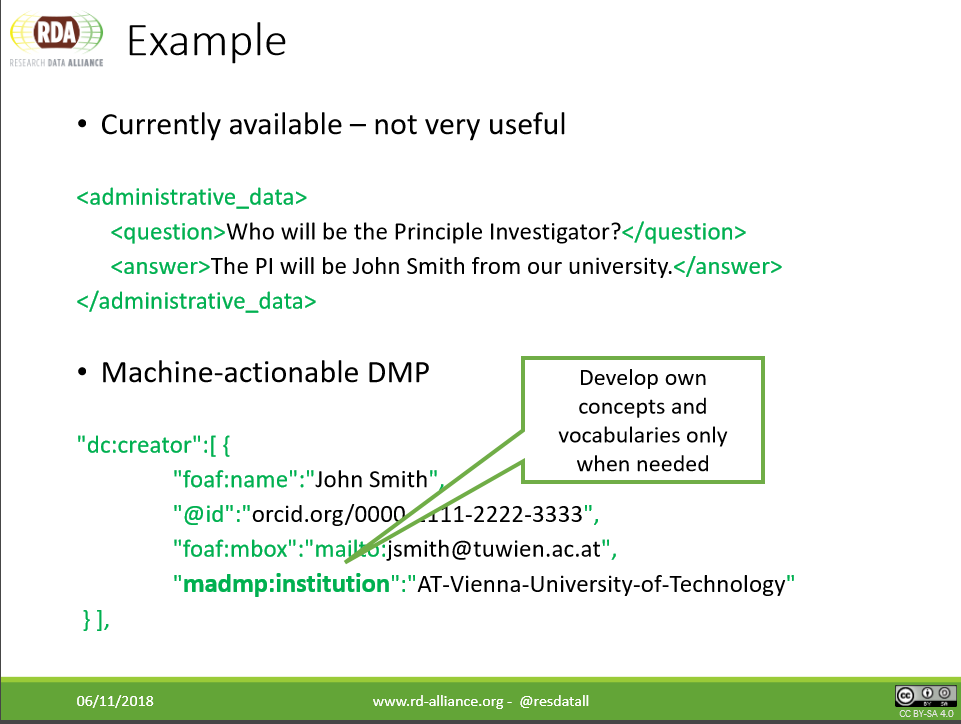 RDA
RESEARCH DATA ALLIANCE
Example
• Currently available – not very useful
<administrative_data>
<question>Who will be the Principle Investigator?</question>
<answer>The PI will be John Smith from our university.</answer>
</administrative_data>
• Machine-actionable DMP
Develop own
concepts and
vocabularies only
when needed
"dc:creator":[ {
"foaf:name":"John Smith",
"@id":"orcid.org/0000-1111-2222-3333",
"foaf:mbox":"mailto:jsmith@tuwien.ac.at",
"madmp:institution":"AT-Vienna-University-of-Technology"
} ],
06/11/2018
www.rd-alliance.org - @resdatall
cc BY SA
CC BY-SA 4.0